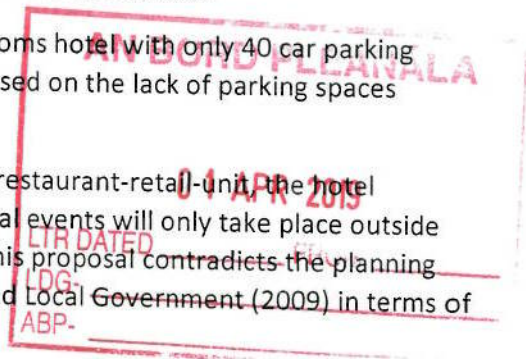 oms hotel with only 40 car parking
AN BORD PLEANÁLA
sed on the lack of parking spaces
restaurant-retail-unit, the hotel
01 APR 2019
al events will only take place outside
LTR DATED
his proposal contradicts the planning
LDG-
d Local Government (2009) in terms of
ABP-